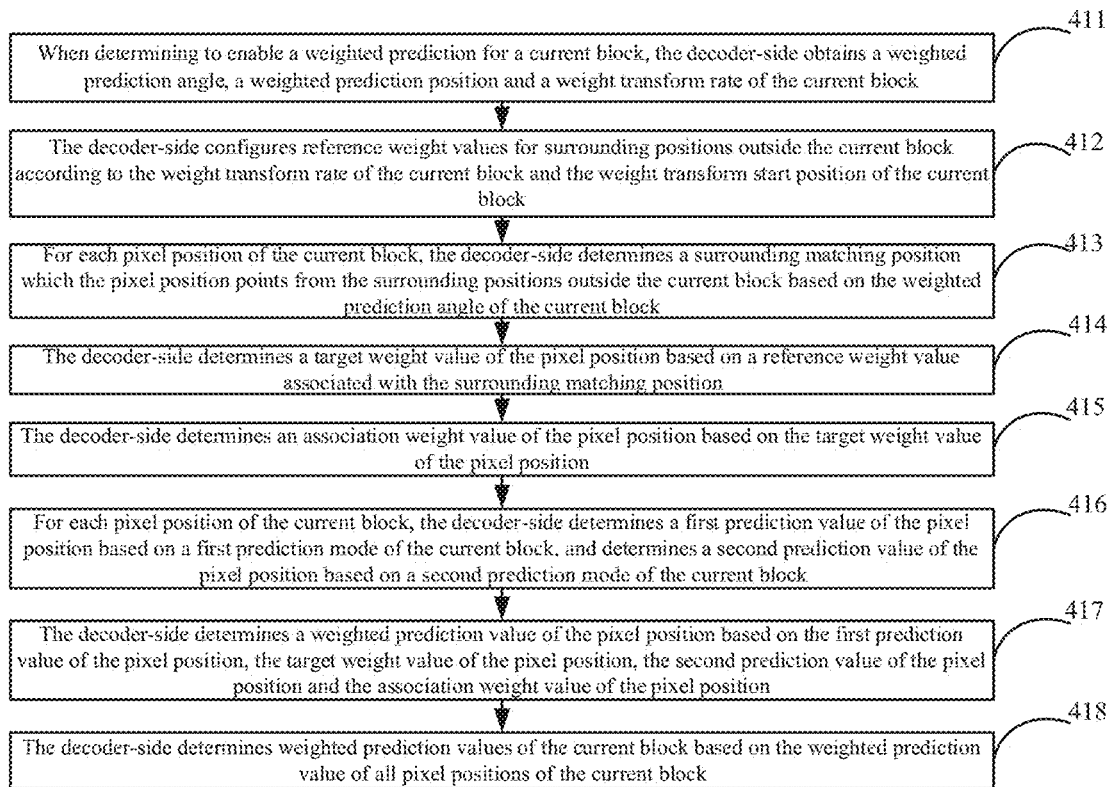 411
When determining to enable a weighted prediction for a current block, the decoder-side obtains a weighted
prediction angle, a weighted prediction position and a weight transform rate of the current block
412
The decoder-side configures reference weight values for surrounding positions outside the current block
according to the weight transform rate of the current block and the weight transform start position of the current
block
413
For each pixel position of the current block, the decoder-side determines a surrounding matching position
which the pixel position points from the surrounding positions outside the current block based on the weighted
prediction angle of the current block
414
The decoder-side determines a target weight value of the pixel position based on a reference weight value
associated with the surrounding matching position
415
The decoder-side determines an association weight value of the pixel position based on the target weight value
of the pixel position
416
For each pixel position of the current block, the decoder-side determines a first prediction value of the pixel
position based on a first prediction mode of the current block, and determines a second prediction value of the
pixel position based on a second prediction mode of the current block
417
The decoder-side determines a weighted prediction value of the pixel position based on the first prediction
value of the pixel position, the target weight value of the pixel position, the second prediction value of the pixel
position and the association weight value of the pixel position
418
The decoder-side determines weighted prediction values of the current block based on the weighted prediction
value of all pixel positions of the current block